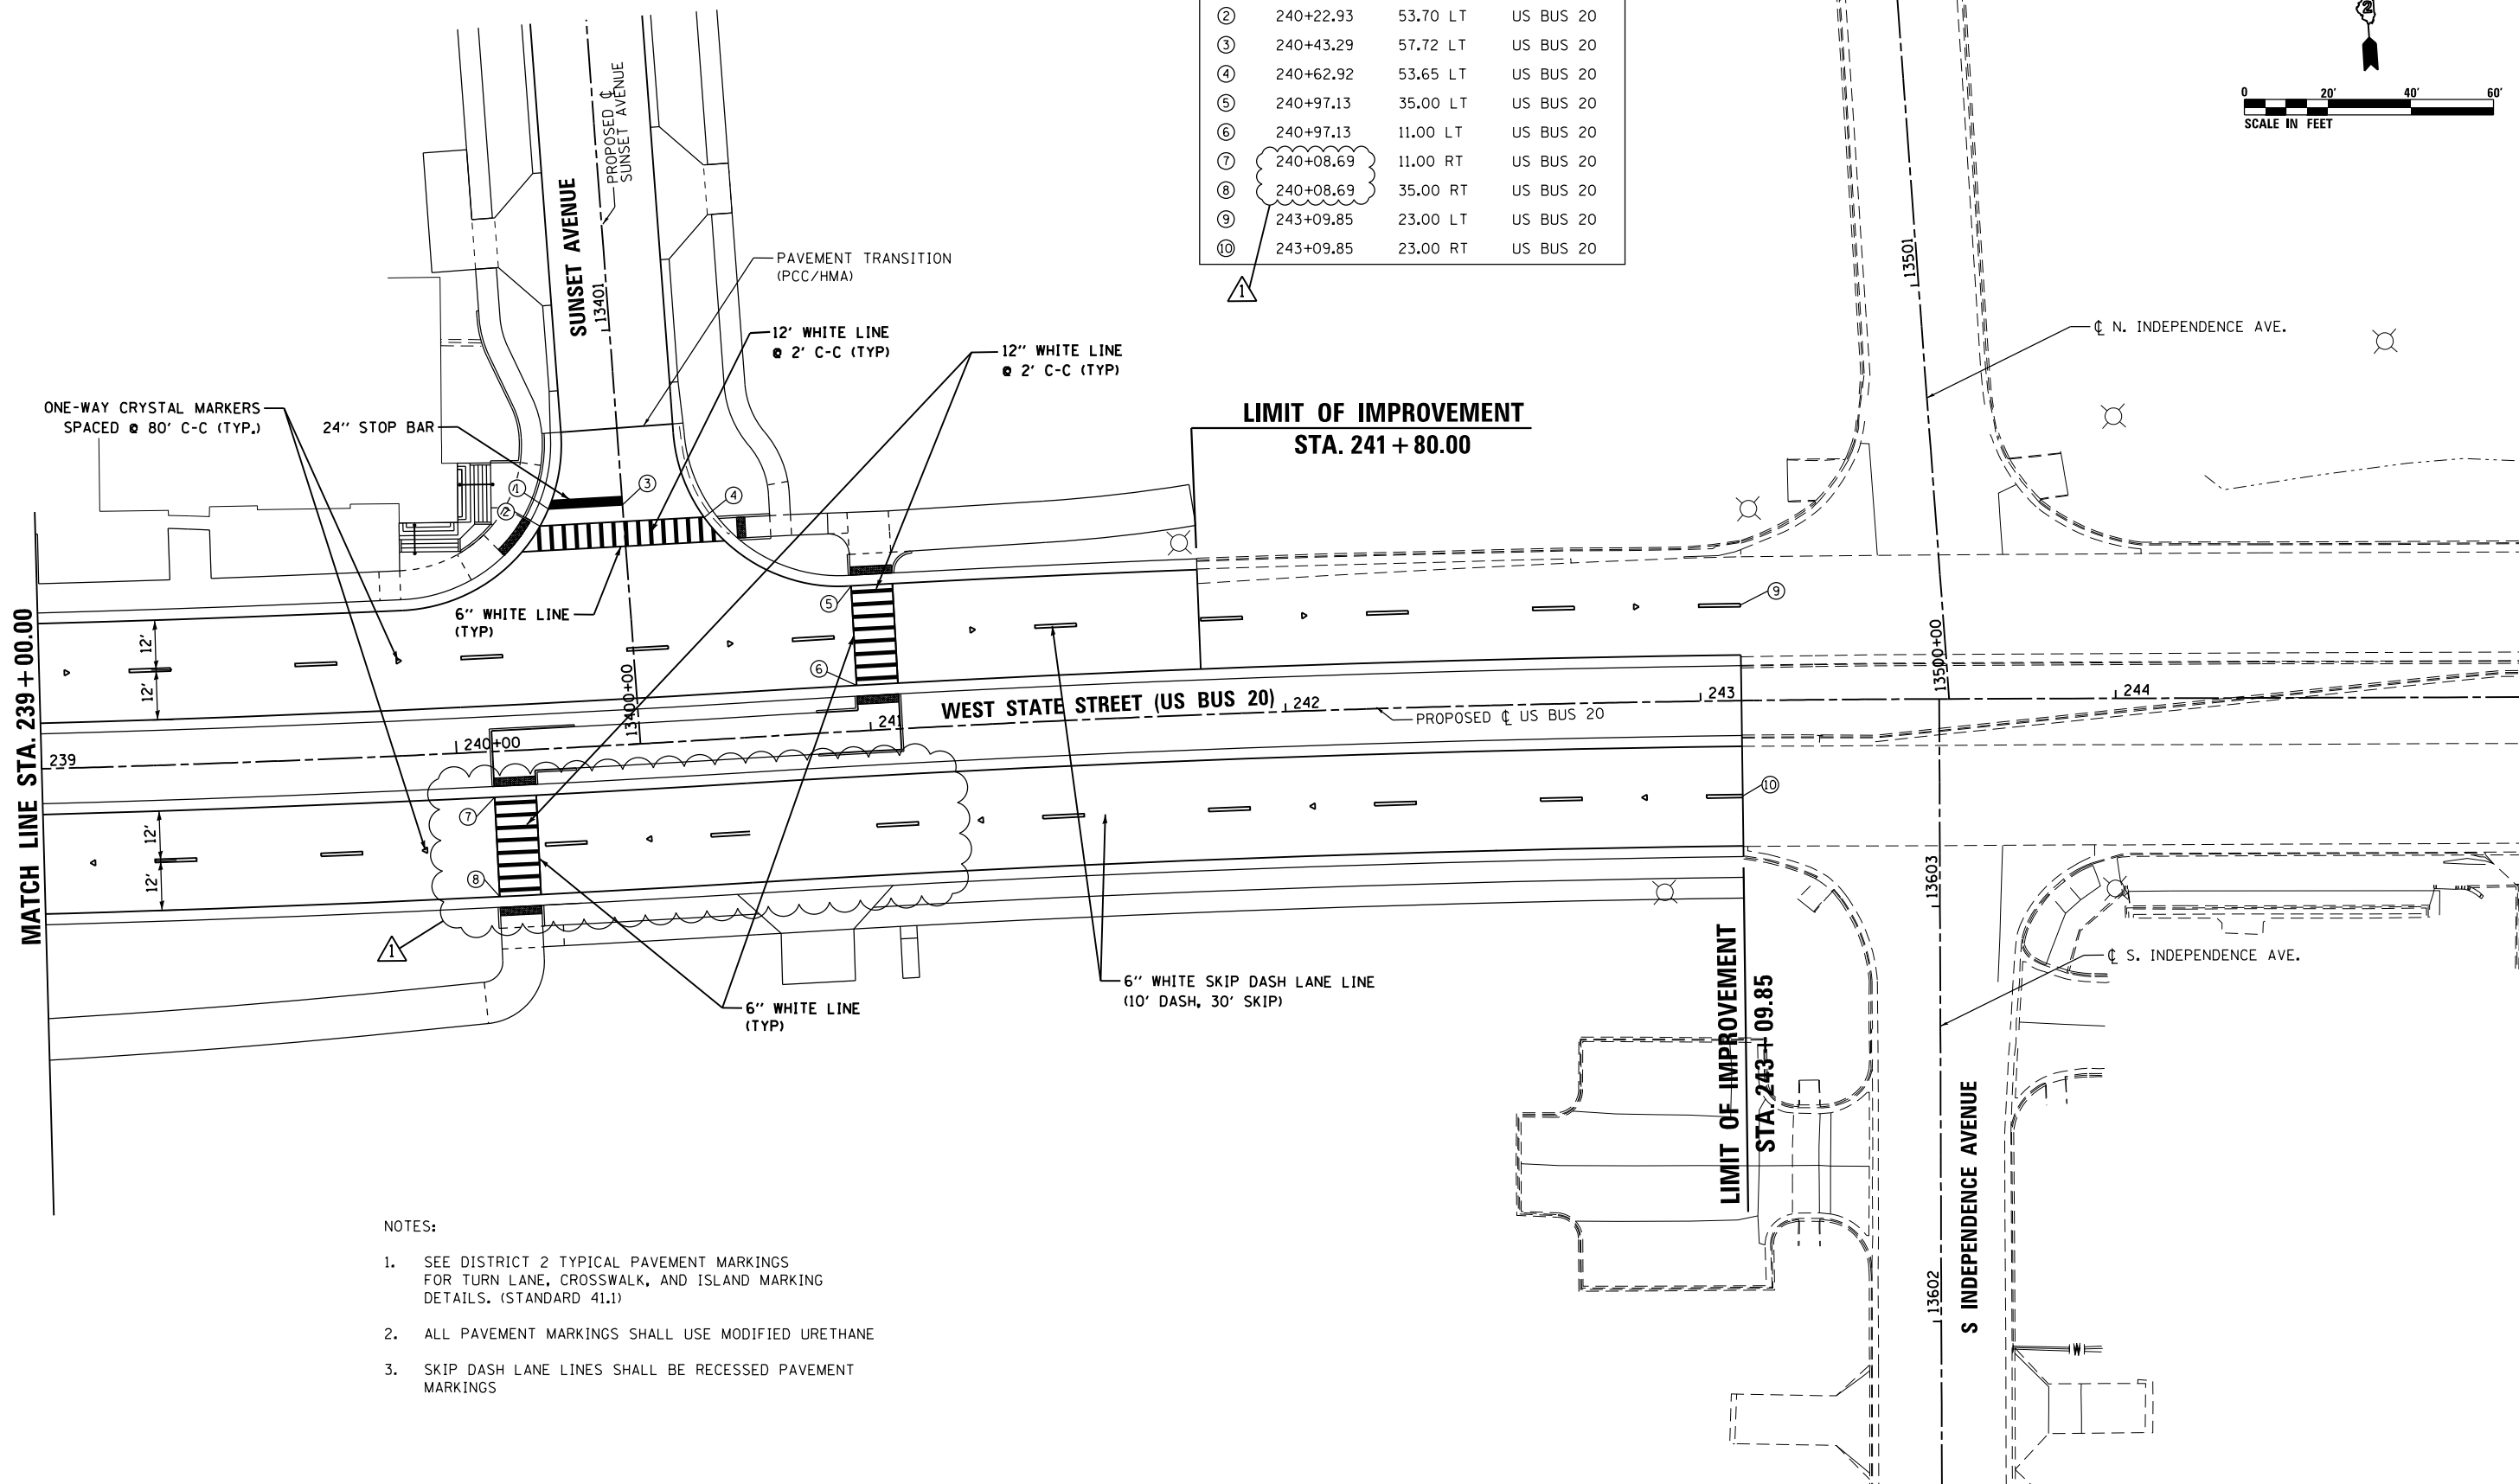 ② 240+22.93 53.70 LT US BUS 20
③ 240+43.29 57.72 LT US BUS 20
④ 240+62.92 53.65 LT US BUS 20
⑤ 240+97.13 35.00 LT US BUS 20
⑥ 240+97.13 11.00 LT US BUS 20
⑦ 240+08.69 11.00 RT US BUS 20
⑧ 240+08.69 35.00 RT US BUS 20
⑨ 243+09.85 23.00 LT US BUS 20
⑩ 243+09.85 23.00 RT US BUS 20
1
2
0 20' 40' 60'
SCALE IN FEET
PROPOSED ℄
SUNSET AVENUE
SUNSET AVENUE
13401
PAVEMENT TRANSITION
(PCC/HMA)
12' WHITE LINE
@ 2' C-C (TYP)
12" WHITE LINE
@ 2' C-C (TYP)
ONE-WAY CRYSTAL MARKERS
SPACED @ 80' C-C (TYP.)
24" STOP BAR
LIMIT OF IMPROVEMENT
STA. 241+80.00
13501
℄ N. INDEPENDENCE AVE.
①
②
③
④
6" WHITE LINE
(TYP)
⑤
⑥
⑨
MATCH LINE STA. 239+00.00
12'
12'
13400+00
13500+00
WEST STATE STREET (US BUS 20)
239
240+00
241
242
243
244
PROPOSED ℄ US BUS 20
⑦
⑧
⑩
12'
12'
1
6" WHITE LINE
(TYP)
6" WHITE SKIP DASH LANE LINE
(10' DASH, 30' SKIP)
13603
℄ S. INDEPENDENCE AVE.
LIMIT OF IMPROVEMENT
STA. 243+09.85
S INDEPENDENCE AVENUE
13602
W
NOTES:
1. SEE DISTRICT 2 TYPICAL PAVEMENT MARKINGS
FOR TURN LANE, CROSSWALK, AND ISLAND MARKING
DETAILS. (STANDARD 41.1)
2. ALL PAVEMENT MARKINGS SHALL USE MODIFIED URETHANE
3. SKIP DASH LANE LINES SHALL BE RECESSED PAVEMENT
MARKINGS